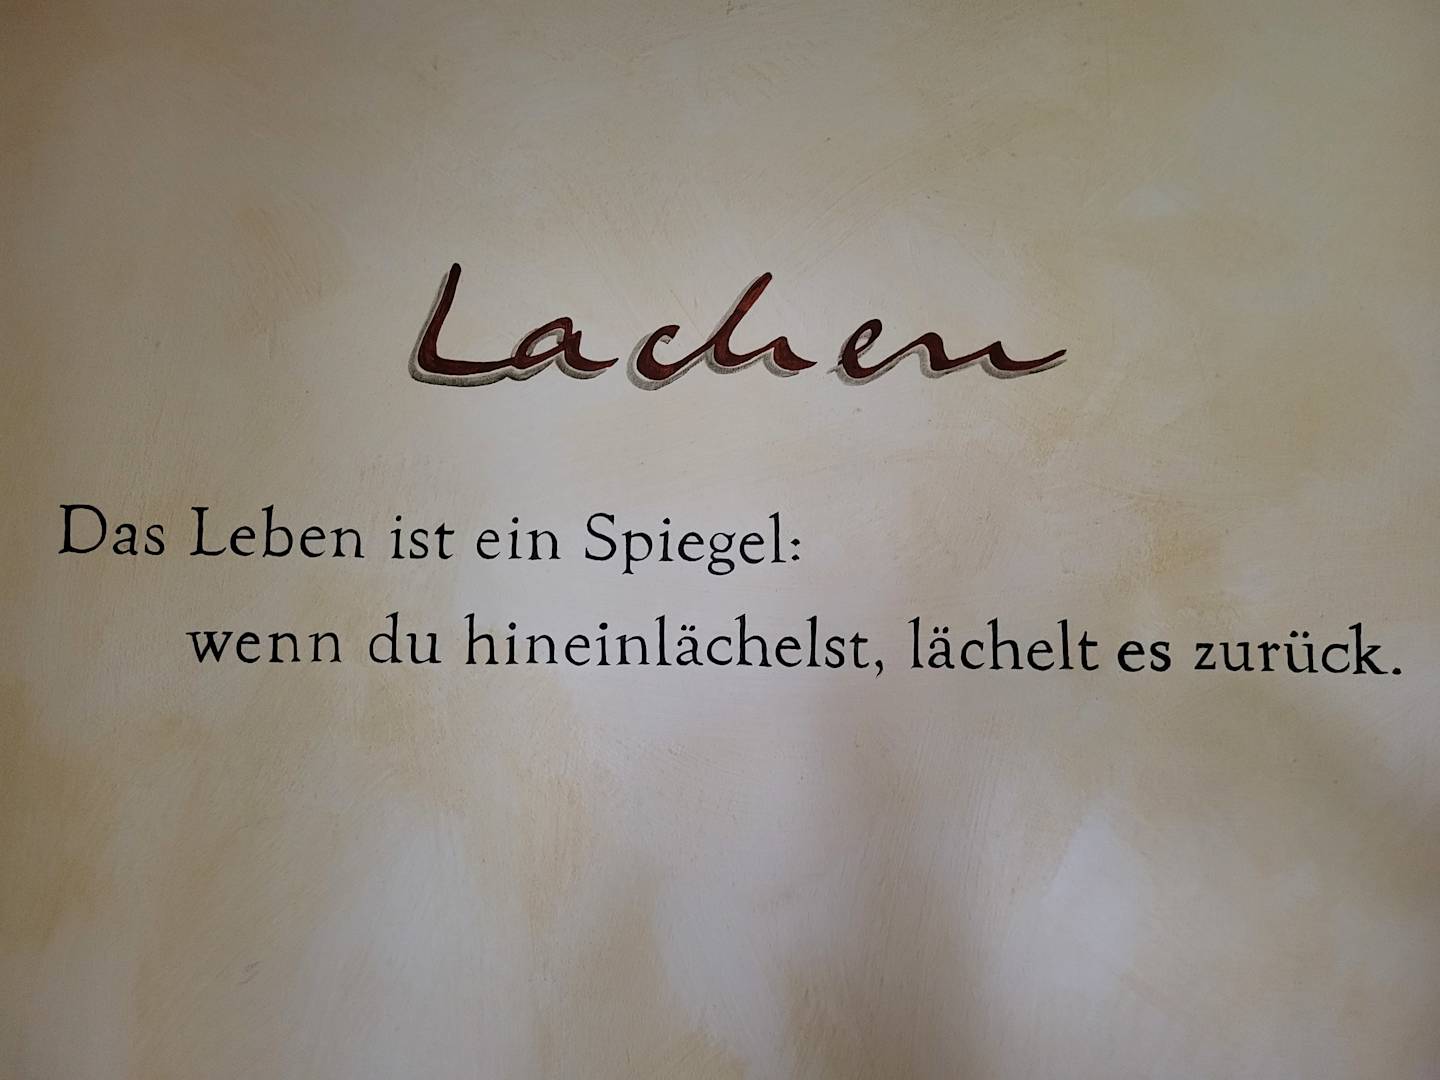 Lachen
Das Leben ist ein Spiegel:
wenn du hineinlächelst, lächelt es zurück.